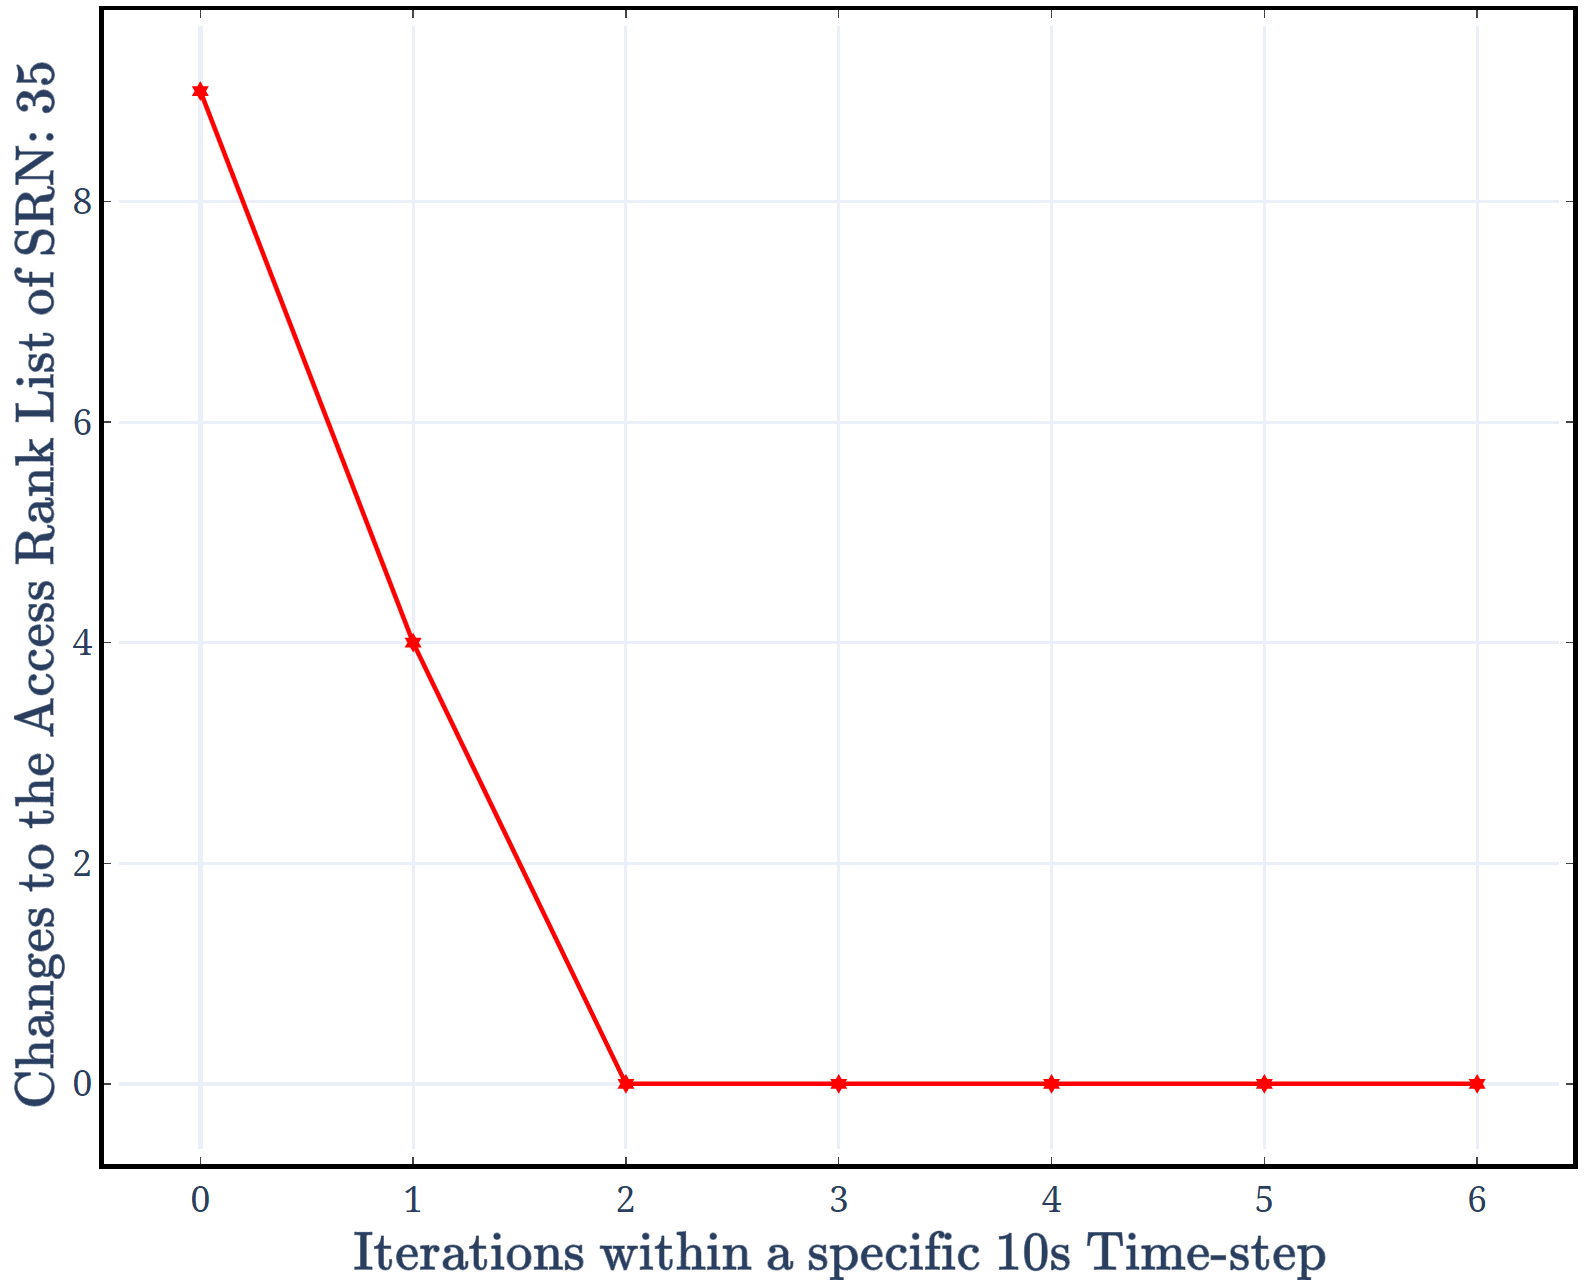 Changes to the Access Rank List of SRN: 35
8
6
4
2
0
0 1 2 3 4 5 6
Iterations within a specific 10s Time-step